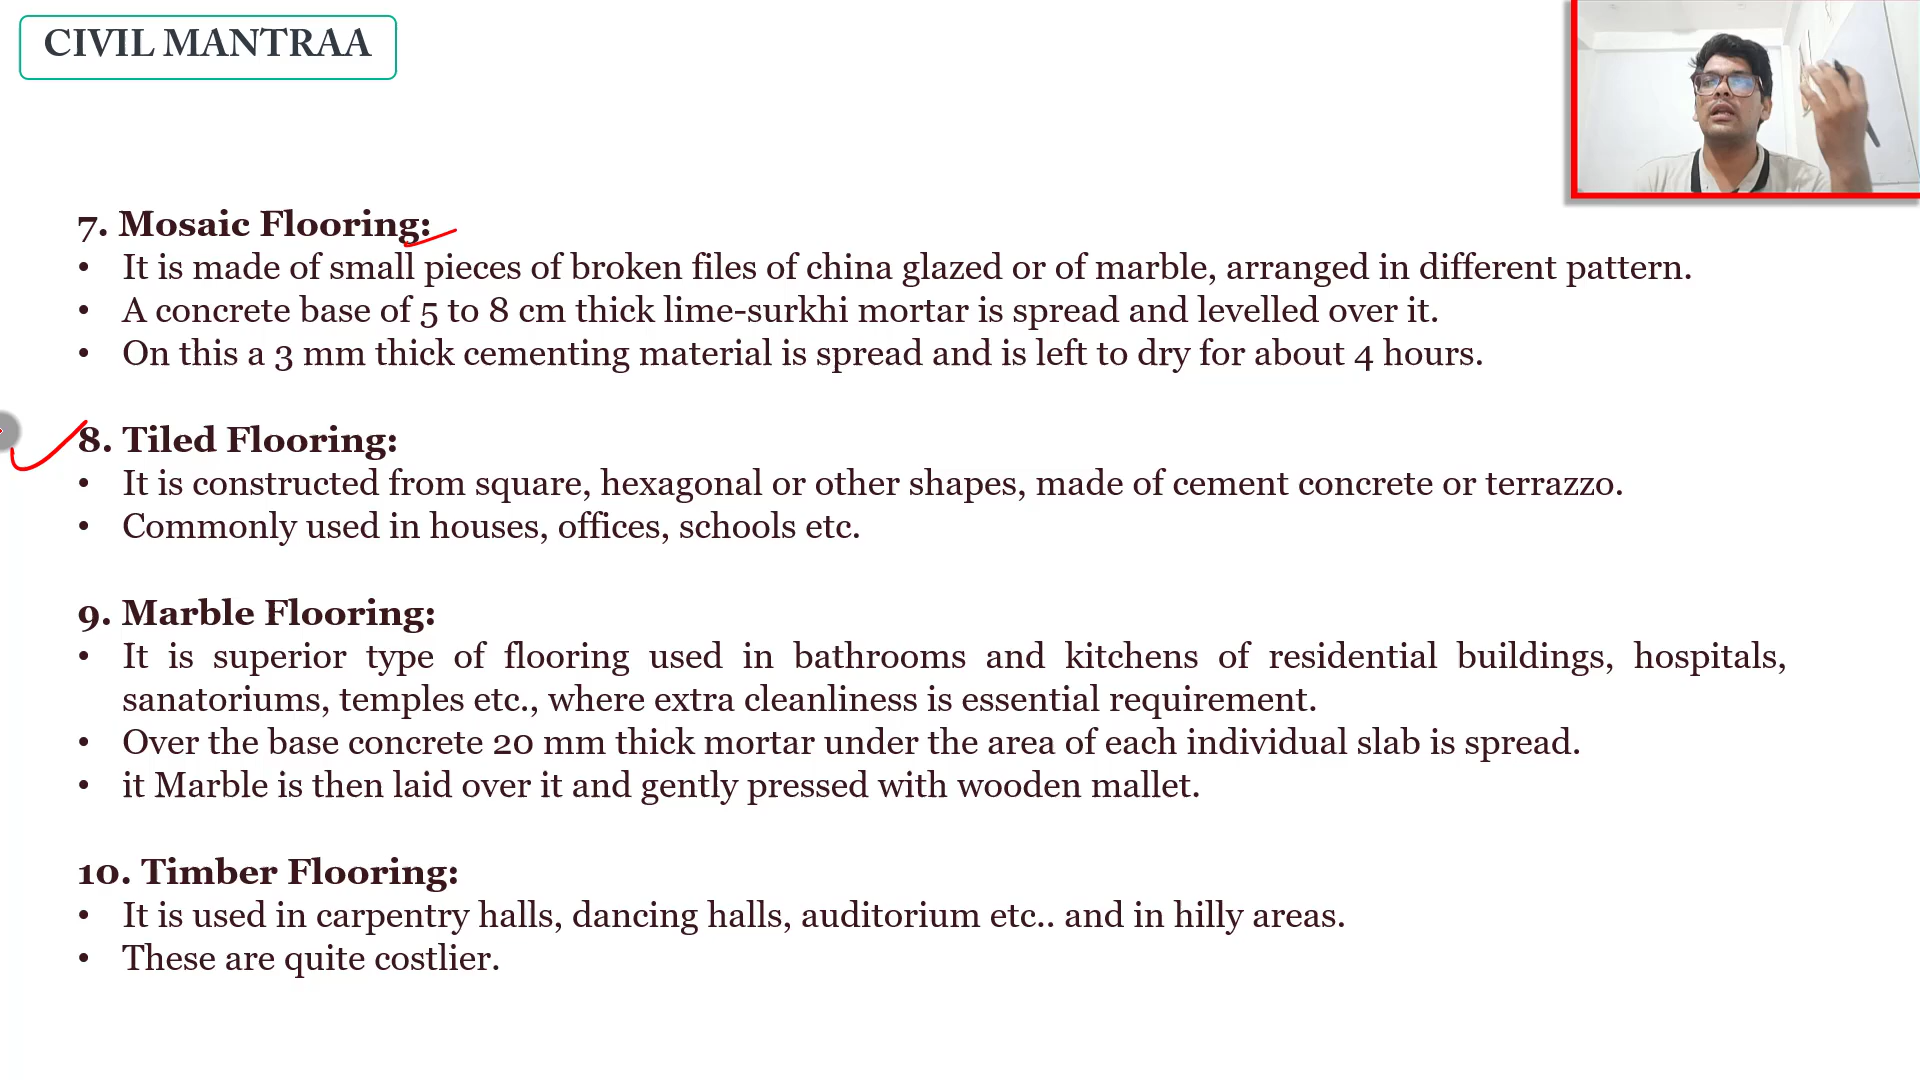 CIVIL MANTRAA
7. Mosaic Flooring:
• It is made of small pieces of broken files of china glazed or of marble, arranged in different pattern.
• A concrete base of 5 to 8 cm thick lime-surkhi mortar is spread and levelled over it.
• On this a 3 mm thick cementing material is spread and is left to dry for about 4 hours.
8. Tiled Flooring:
• It is constructed from square, hexagonal or other shapes, made of cement concrete or terrazzo.
• Commonly used in houses, offices, schools etc.
9. Marble Flooring:
• It is superior type of flooring used in bathrooms and kitchens of residential buildings, hospitals,
sanatoriums, temples etc., where extra cleanliness is essential requirement.
• Over the base concrete 20 mm thick mortar under the area of each individual slab is spread.
• it Marble is then laid over it and gently pressed with wooden mallet.
10. Timber Flooring:
• It is used in carpentry halls, dancing halls, auditorium etc.. and in hilly areas.
• These are quite costlier.